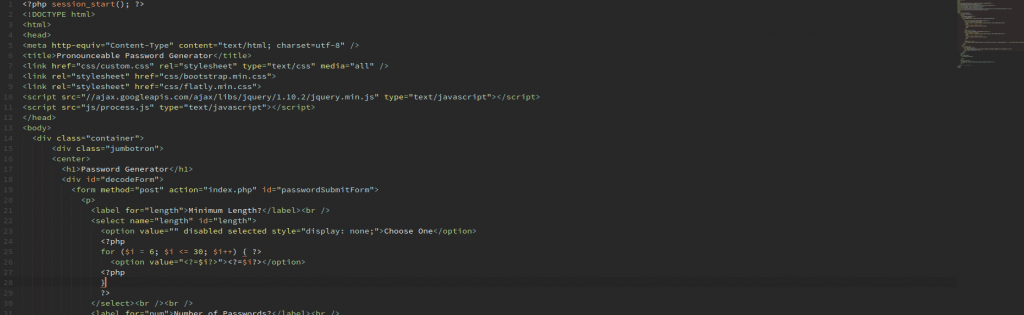 1 <?php session_start(); ?>
2 <!DOCTYPE html>
3 <html>
4 <head>
5 <meta http-equiv="Content-Type" content="text/html; charset=utf-8" />
6 <title>Pronounceable Password Generator</title>
7 <link href="css/custom.css" rel="stylesheet" type="text/css" media="all" />
8 <link rel="stylesheet" href="css/bootstrap.min.css">
9 <link rel="stylesheet" href="css/flatly.min.css">
10 <script src="//ajax.googleapis.com/ajax/libs/jquery/1.10.2/jquery.min.js" type="text/javascript"></script>
11 <script src="js/process.js" type="text/javascript"></script>
12 </head>
13 <body>
14 <div class="container">
15 <div class="jumbotron">
16 <center>
17 <h1>Password Generator</h1>
18 <div id="decodeForm">
19 <form method="post" action="index.php" id="passwordSubmitForm">
20 <p>
21 <label for="length">Minimum Length?</label><br />
22 <select name="length" id="length">
23 <option value="" disabled selected style="display: none;">Choose One</option>
24 <?php
25 for ($i = 6; $i <= 30; $i++) { ?>
26 <option value="<?=$i?>"><?=$i?></option>
27 <?php
28 }
29 ?>
30 </select><br /><br />
31 <label for="num">Number of Passwords?</label><br />